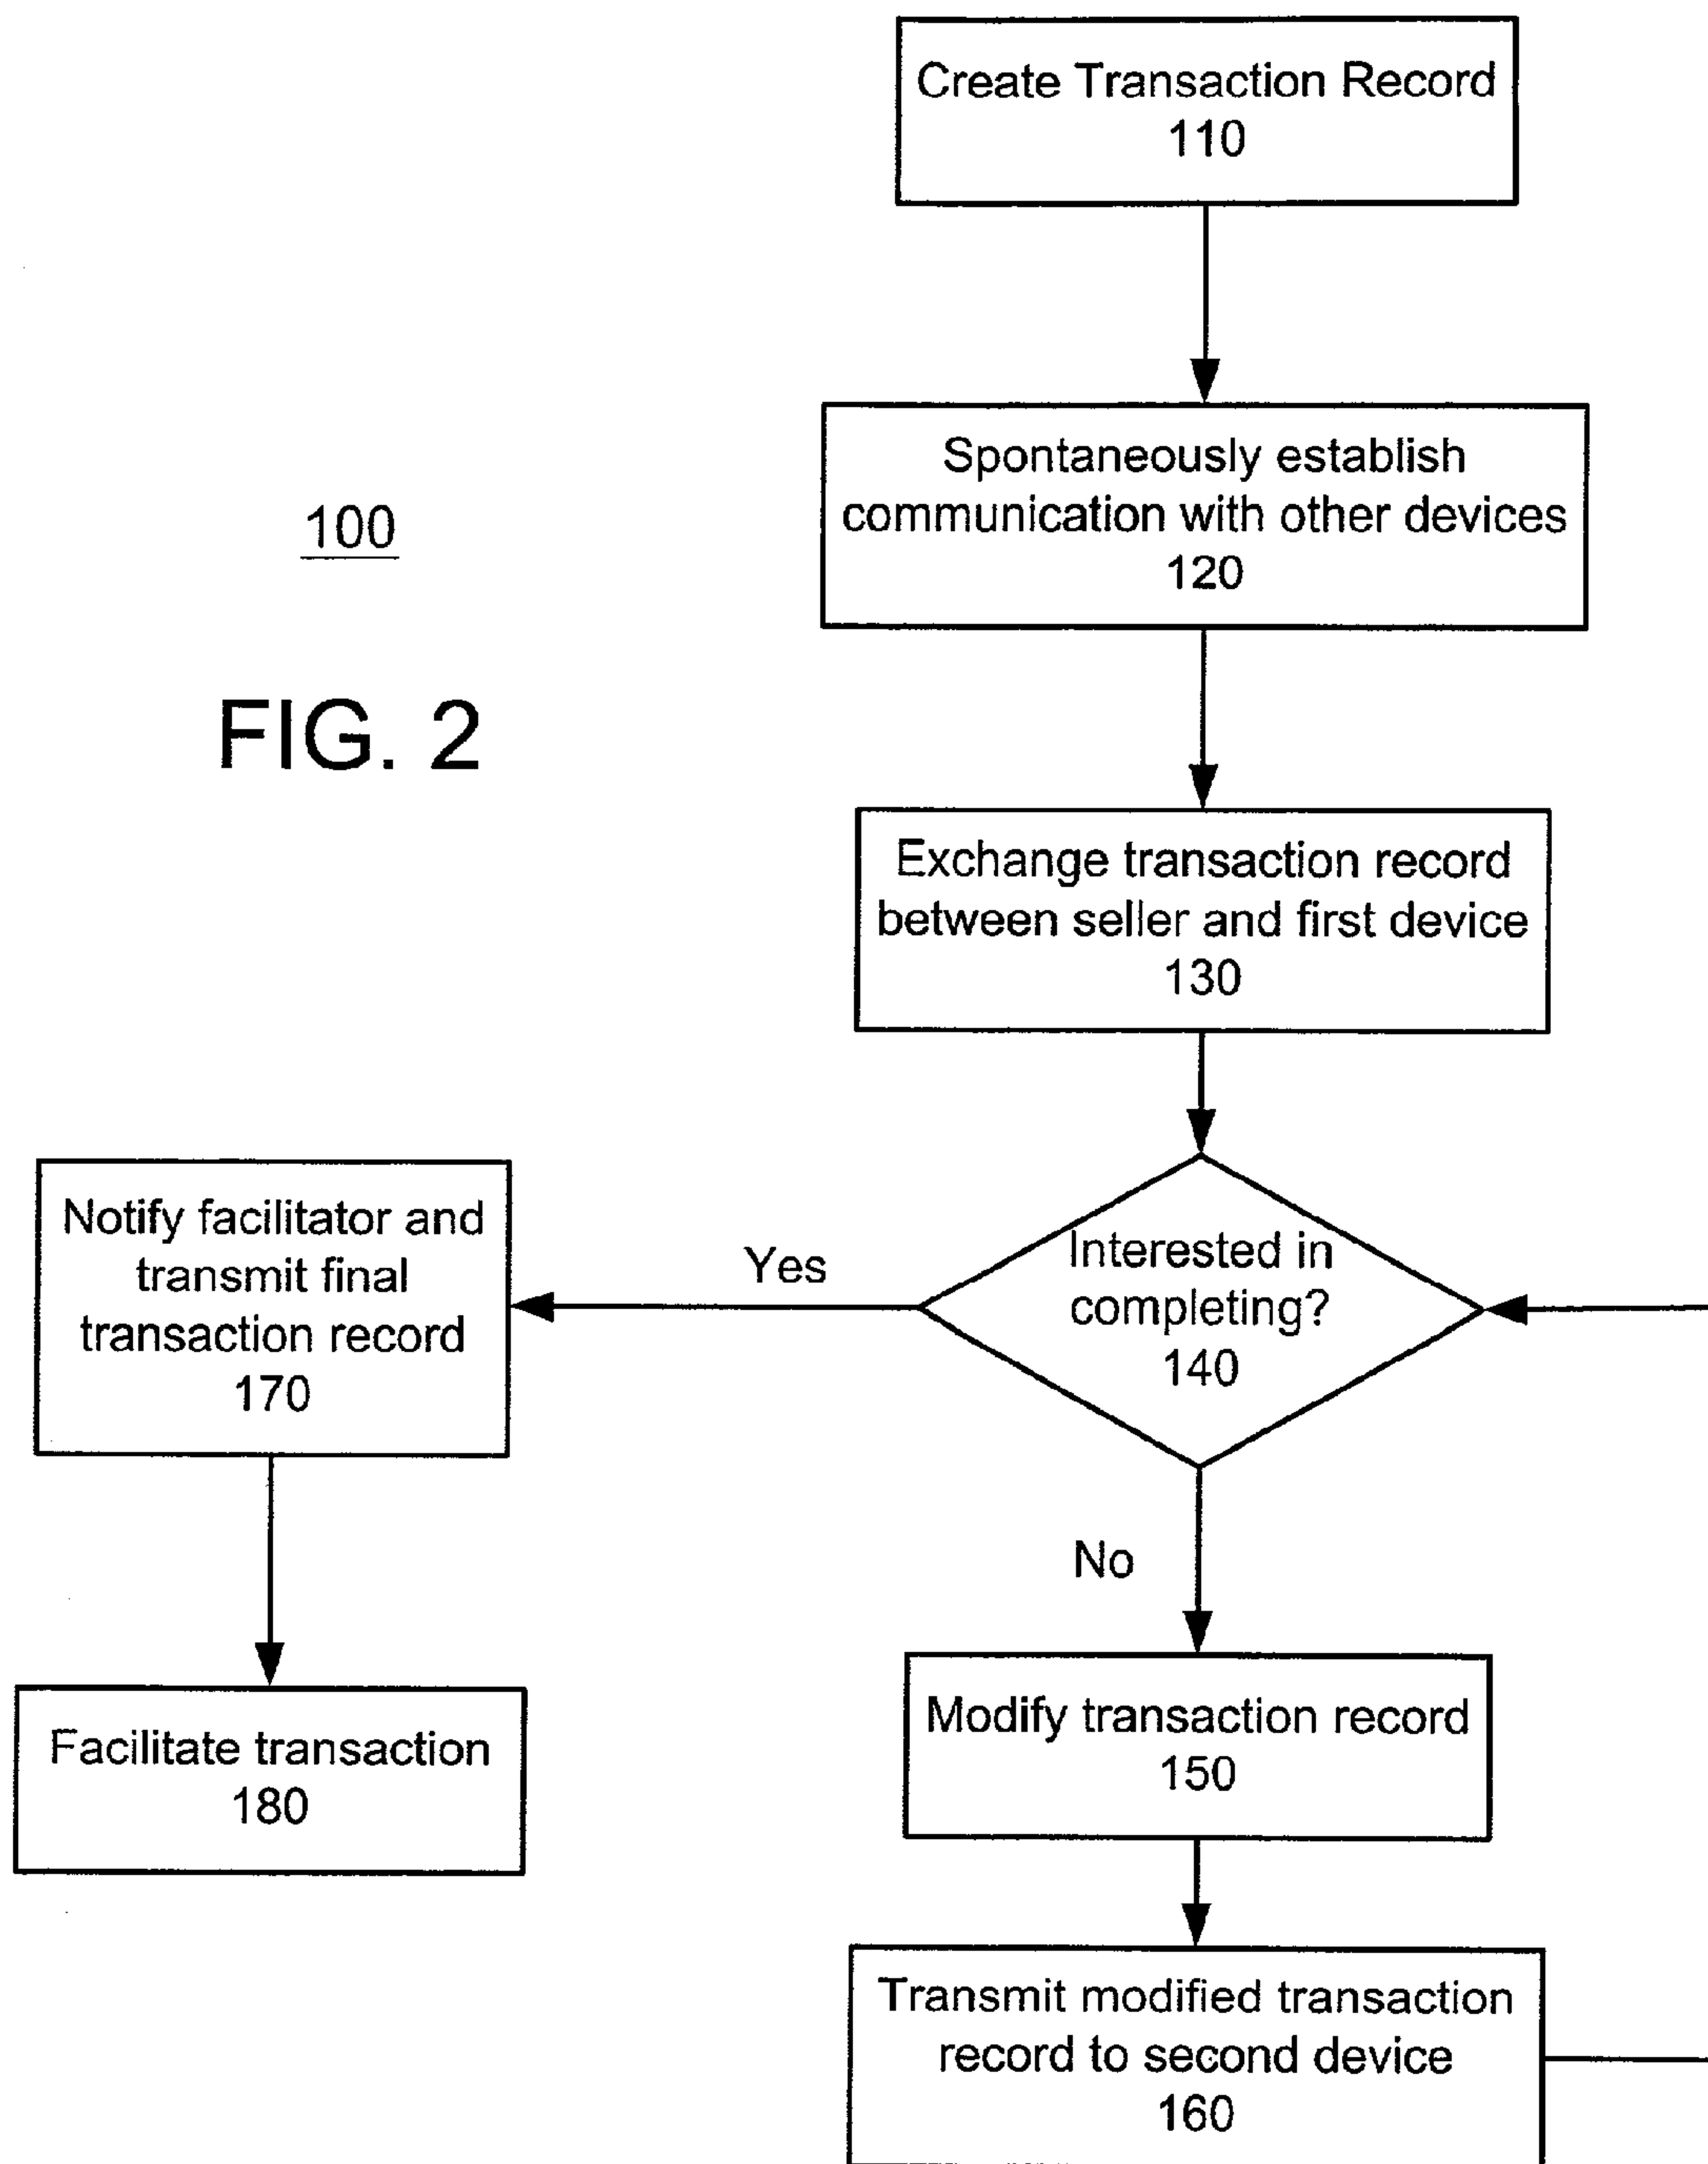 Create Transaction Record
110
Spontaneously establish
communication with other devices
120
100
FIG. 2
Exchange transaction record
between seller and first device
130
Notify facilitator and
transmit final
transaction record
170
Yes
Interested in
completing?
140
No
Modify transaction record
150
Facilitate transaction
180
Transmit modified transaction
record to second device
160